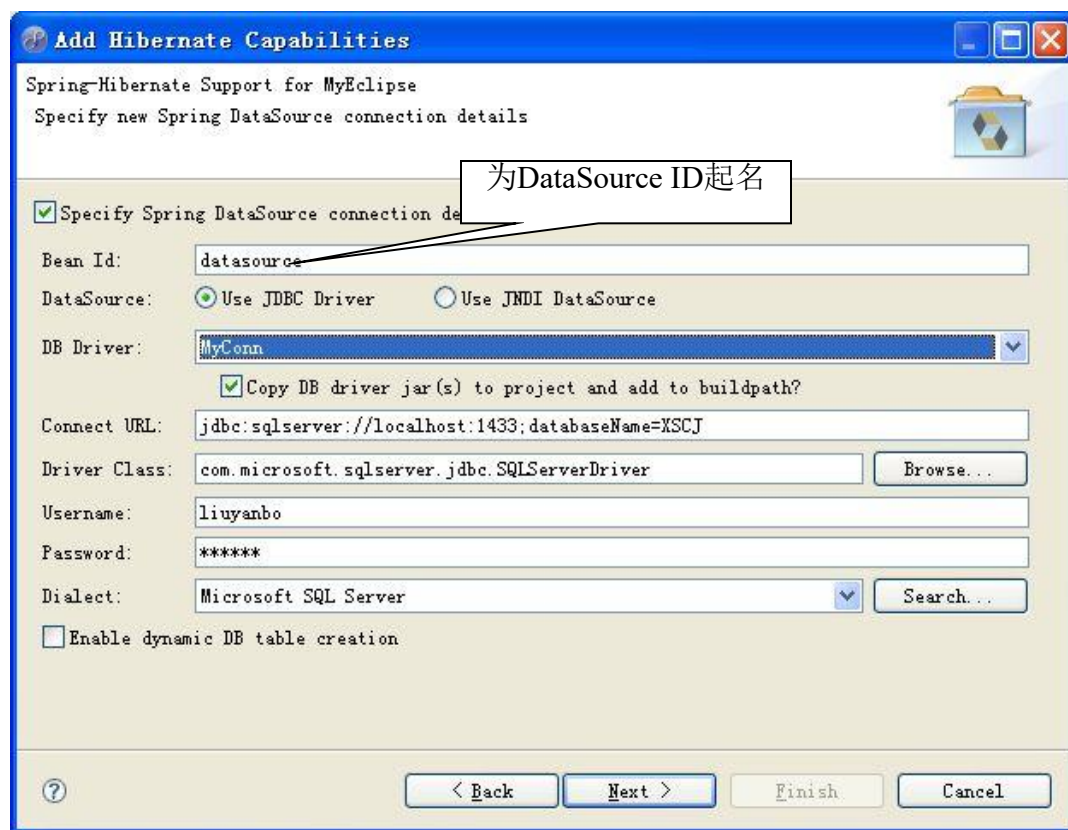 Add Hibernate Capabilities
Spring-Hibernate Support for MyEclipse
Specify new Spring DataSource connection details
为DataSource ID起名
Specify Spring DataSource connection de
Bean Id: datasource
DataSource: Use JDBC Driver Use JNDI DataSource
DB Driver: MyConn
Copy DB driver jar(s) to project and add to buildpath?
Connect URL: jdbc:sqlserver://localhost:1433;databaseName=XSCJ
Driver Class: com.microsoft.sqlserver.jdbc.SQLServerDriver Browse...
Username: liuyanbo
Password: ******
Dialect: Microsoft SQL Server Search...
Enable dynamic DB table creation
? < Back Next > Finish Cancel